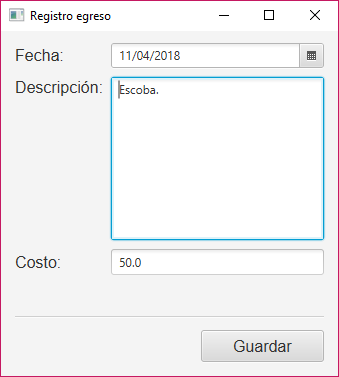 Registro egreso
Fecha: 11/04/2018
Descripción: Escoba.
Costo: 50.0
Guardar